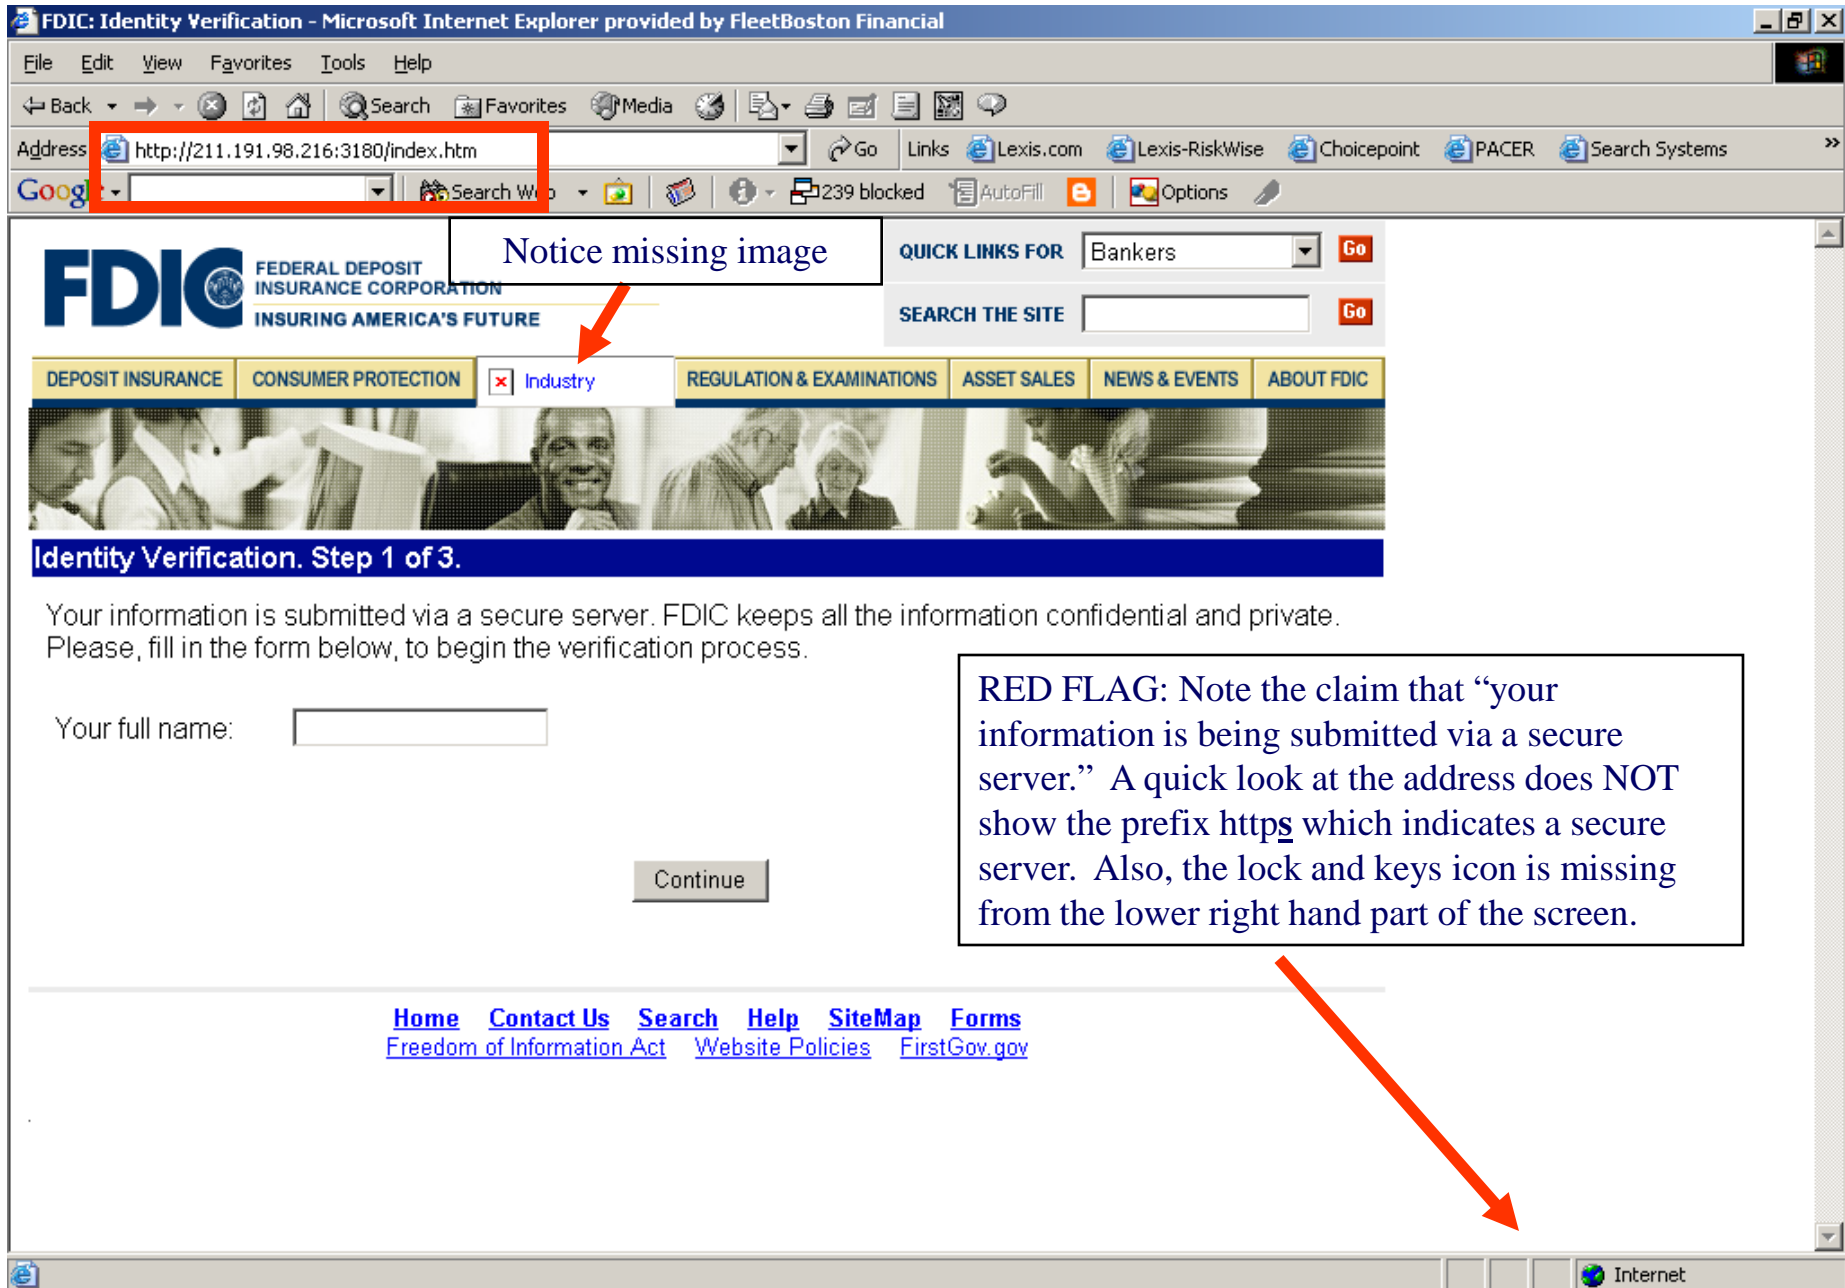 FDIC: Identity Verification - Microsoft Internet Explorer provided by FleetBoston Financial
File Edit View Favorites Tools Help
Back Search Favorites Media
Address http://211.191.98.216:3180/index.htm Go Links Lexis.com Lexis-RiskWise Choicepoint PACER Search Systems »
Google Search Web 239 blocked AutoFill Options
Notice missing image
FDIC
FEDERAL DEPOSIT
INSURANCE CORPORATION
INSURING AMERICA'S FUTURE
QUICK LINKS FOR Bankers Go
SEARCH THE SITE Go
DEPOSIT INSURANCE CONSUMER PROTECTION Industry REGULATION & EXAMINATIONS ASSET SALES NEWS & EVENTS ABOUT FDIC
Identity Verification. Step 1 of 3.
Your information is submitted via a secure server. FDIC keeps all the information confidential and private.
Please, fill in the form below, to begin the verification process.
Your full name:
Continue
RED FLAG: Note the claim that “your
information is being submitted via a secure
server.” A quick look at the address does NOT
show the prefix https which indicates a secure
server. Also, the lock and keys icon is missing
from the lower right hand part of the screen.
Home Contact Us Search Help SiteMap Forms
Freedom of Information Act Website Policies FirstGov.gov
Internet